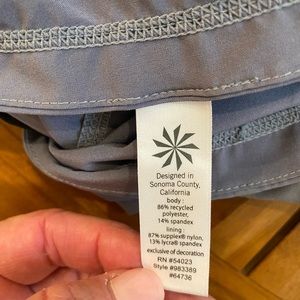 Designed in
Sonoma County,
California
body:
86% recycled
polyester,
14% spandex
lining:
87% supplex® nylon,
13% lycra® spandex
exclusive of decoration
RN #54023
Style #983389
#64736